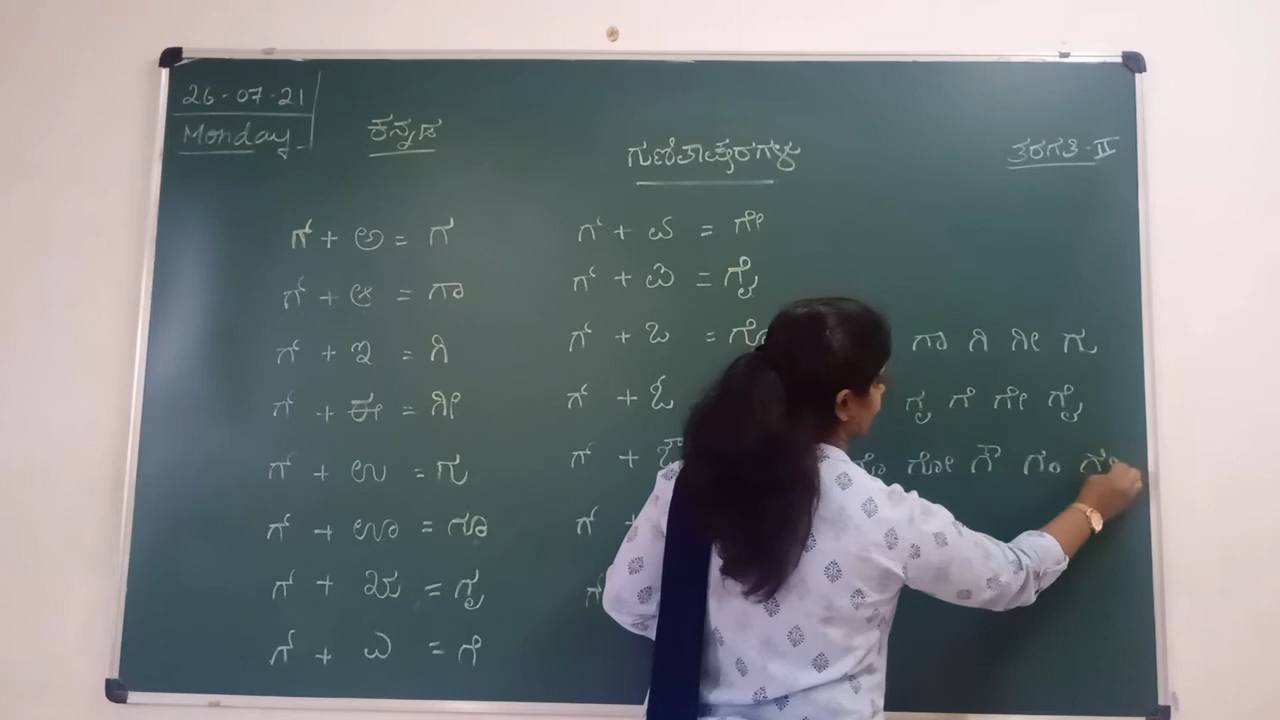 26-07-21
Monday
ಕನ್ನಡ
ಗುಣಿತಾಕ್ಷರಗಳು
ತರಗತಿ-II
ಗ್ + ಅ = ಗ
ಗ್ + ಆ = ಗಾ
ಗ್ + ಇ = ಗಿ
ಗ್ + ಈ = ಗೀ
ಗ್ + ಉ = ಗು
ಗ್ + ಊ = ಗೂ
ಗ್ + ಋ = ಗೃ
ಗ್ + ಎ = ಗೆ
ಗ್ + ಏ = ಗೇ
ಗ್ + ಐ = ಗೈ
ಗ್ + ಒ = ಗೊ
ಗ್ + ಓ
ಗ್ + ಔ
ಗ್ +
ಗ್
ಗಾ ಗಿ ಗೀ ಗು
ಗೃ ಗೆ ಗೇ ಗೈ
ಗೊ ಗೋ ಗೌ ಗಂ